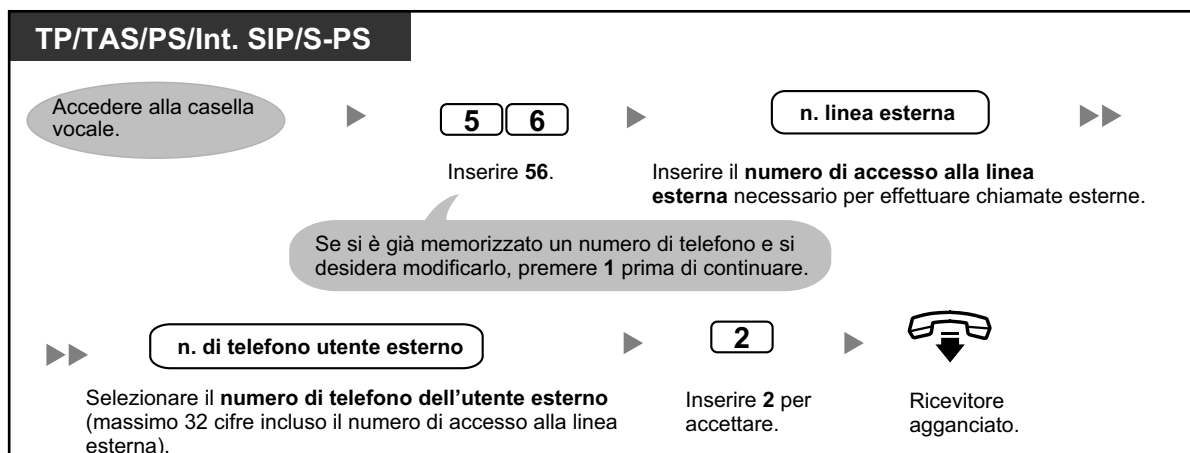 TP/TAS/PS/Int. SIP/S-PS
Accedere alla casella
vocale.
5 6
n. linea esterna
Inserire 56.
Inserire il numero di accesso alla linea
esterna necessario per effettuare chiamate esterne.
Se si è già memorizzato un numero di telefono e si
desidera modificarlo, premere 1 prima di continuare.
n. di telefono utente esterno
2
Selezionare il numero di telefono dell'utente esterno
(massimo 32 cifre incluso il numero di accesso alla linea
esterna).
Inserire 2 per
accettare.
Ricevitore
agganciato.